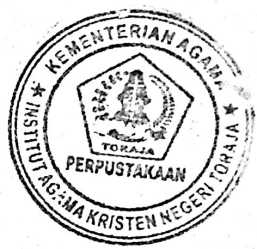 KEMENTERIAN AGAMA
TORAJA
PERPUSTAKAAN
INSTITUT AGAMA KRISTEN NEGERI TORAJA